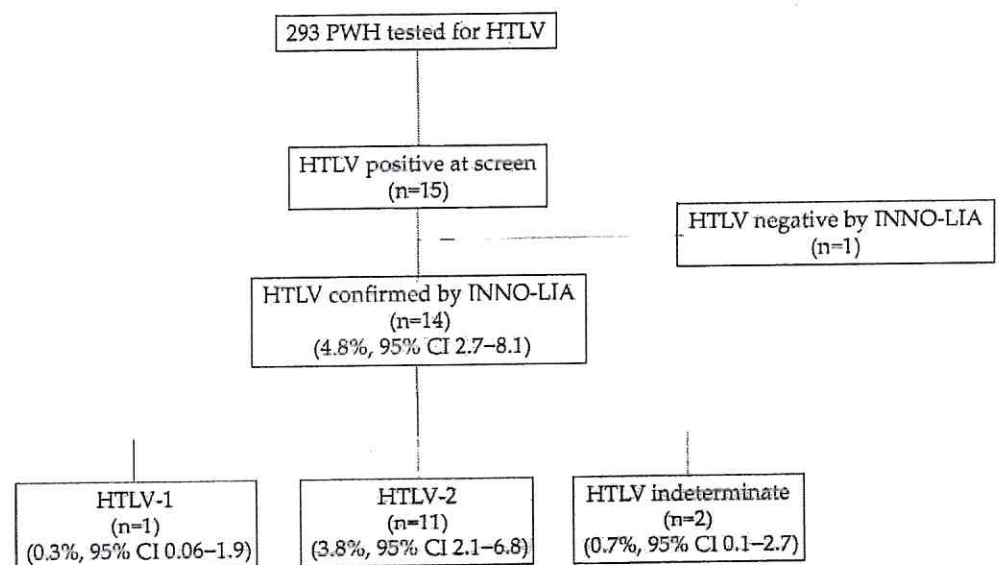 293 PWH tested for HTLV
HTLV positive at screen
(n=15)
HTLV negative by INNO-LIA
(n=1)
HTLV confirmed by INNO-LIA
(n=14)
(4.8%, 95% CI 2.7–8.1)
HTLV-1
(n=1)
(0.3%, 95% CI 0.06–1.9)
HTLV-2
(n=11)
(3.8%, 95% CI 2.1–6.8)
HTLV indeterminate
(n=2)
(0.7%, 95% CI 0.1–2.7)